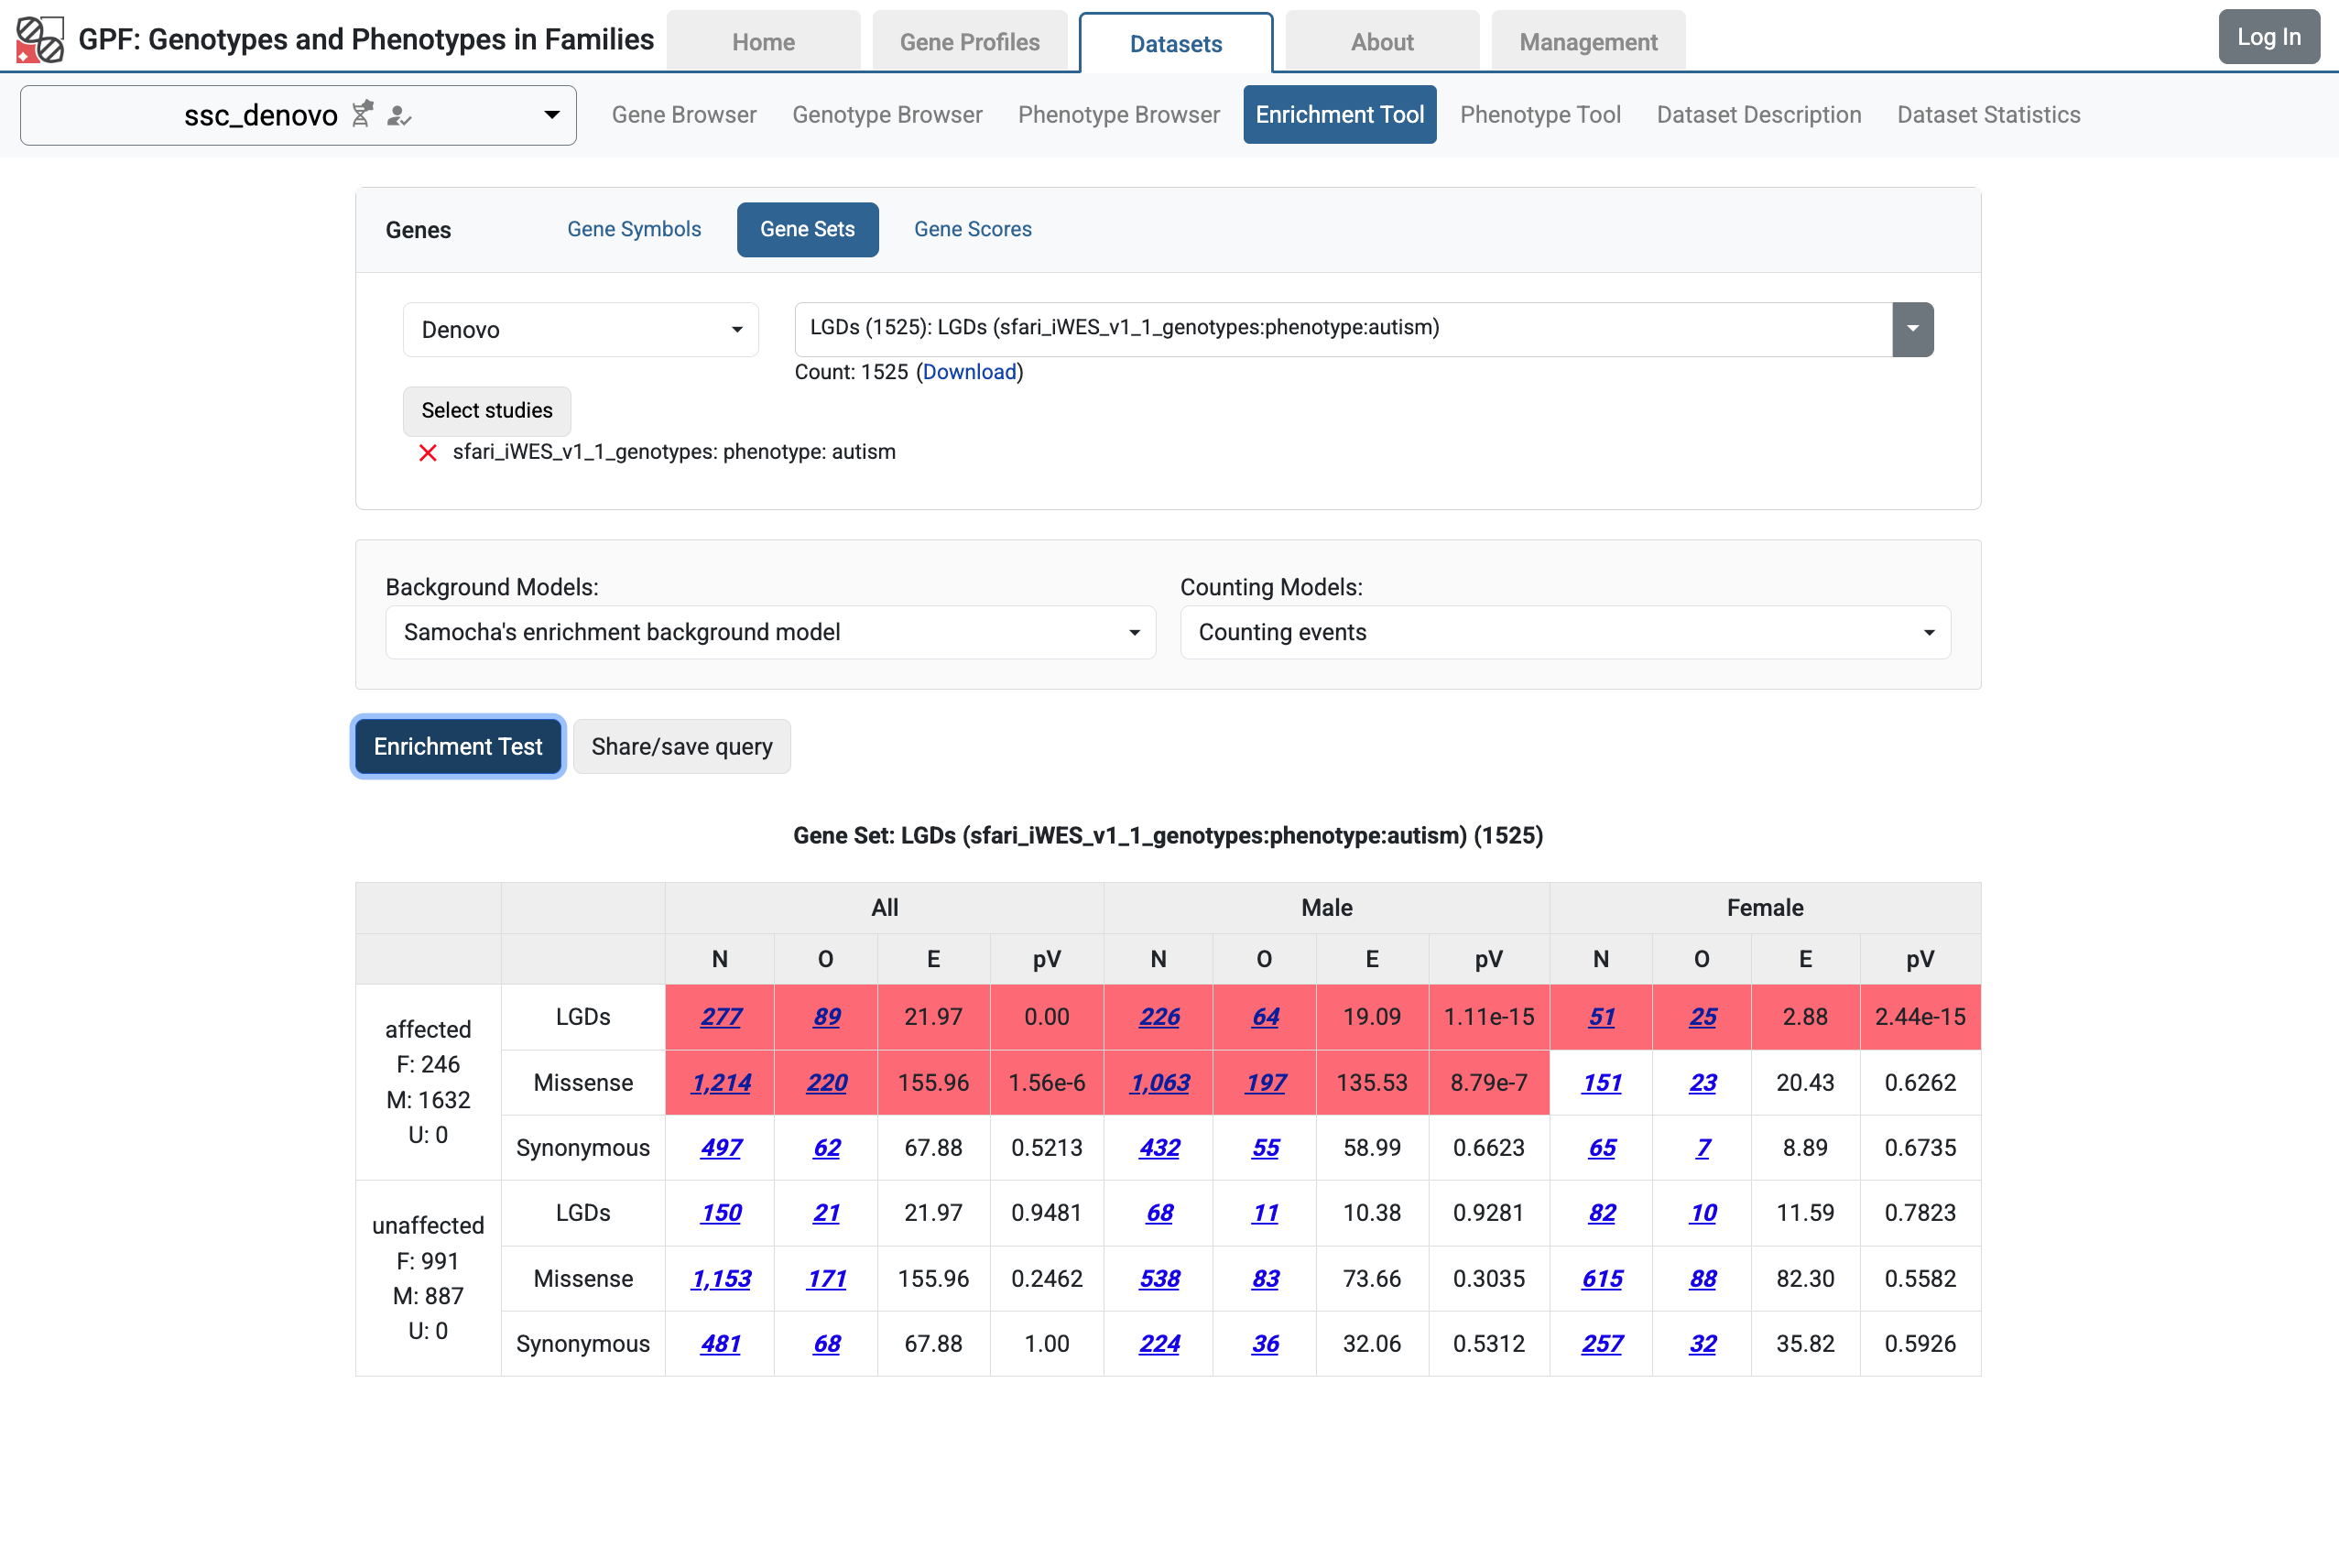 GPF: Genotypes and Phenotypes in Families Home Gene Profiles Datasets About Management Log In
ssc_denovo Gene Browser Genotype Browser Phenotype Browser Enrichment Tool Phenotype Tool Dataset Description Dataset Statistics
Genes Gene Symbols Gene Sets Gene Scores
Denovo LGDs (1525): LGDs (sfari_iWES_v1_1_genotypes:phenotype:autism)
Count: 1525 (Download)
Select studies
sfari_iWES_v1_1_genotypes: phenotype: autism
Background Models: Counting Models:
Samocha's enrichment background model Counting events
Enrichment Test Share/save query
Gene Set: LGDs (sfari_iWES_v1_1_genotypes:phenotype:autism) (1525)
All Male Female
N O E pV N O E pV N O E pV
affected
F: 246
M: 1632
U: 0
LGDs 277 89 21.97 0.00 226 64 19.09 1.11e-15 51 25 2.88 2.44e-15
Missense 1,214 220 155.96 1.56e-6 1,063 197 135.53 8.79e-7 151 23 20.43 0.6262
Synonymous 497 62 67.88 0.5213 432 55 58.99 0.6623 65 7 8.89 0.6735
unaffected
F: 991
M: 887
U: 0
LGDs 150 21 21.97 0.9481 68 11 10.38 0.9281 82 10 11.59 0.7823
Missense 1,153 171 155.96 0.2462 538 83 73.66 0.3035 615 88 82.30 0.5582
Synonymous 481 68 67.88 1.00 224 36 32.06 0.5312 257 32 35.82 0.5926